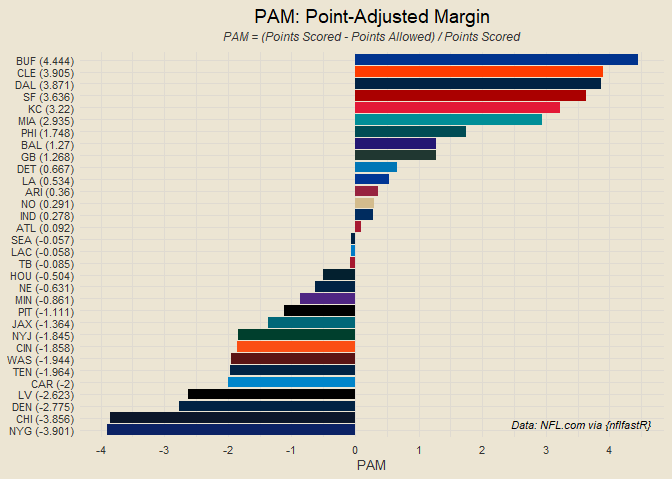 PAM: Point-Adjusted Margin
PAM = (Points Scored - Points Allowed) / Points Scored
BUF (4.444)
CLE (3.905)
DAL (3.871)
SF (3.636)
KC (3.22)
MIA (2.935)
PHI (1.748)
BAL (1.27)
GB (1.268)
DET (0.667)
LA (0.534)
ARI (0.36)
NO (0.291)
IND (0.278)
ATL (0.092)
SEA (-0.057)
LAC (-0.058)
TB (-0.085)
HOU (-0.504)
NE (-0.631)
MIN (-0.861)
PIT (-1.111)
JAX (-1.364)
NYJ (-1.845)
CIN (-1.858)
WAS (-1.944)
TEN (-1.964)
CAR (-2)
LV (-2.623)
DEN (-2.775)
CHI (-3.856)
NYG (-3.901)
Data: NFL.com via {nflfastR}
-4 -3 -2 -1 0 1 2 3 4
PAM